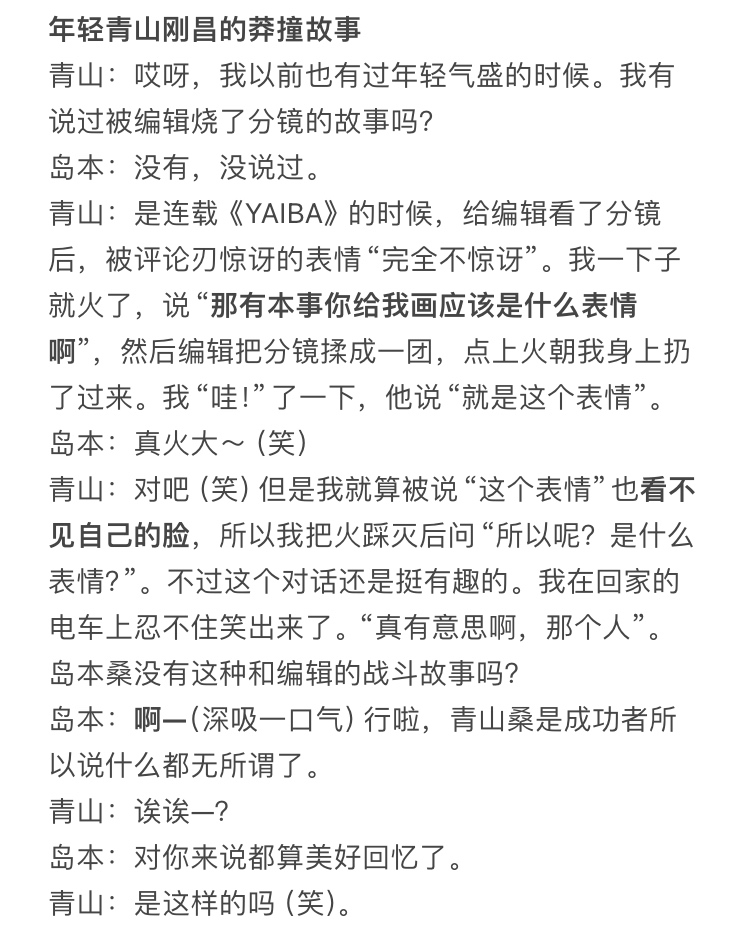 年轻青山刚昌的莽撞故事
青山：哎呀，我以前也有过年轻气盛的时候。我有
说过被编辑烧了分镜的故事吗？
岛本：没有，没说过。
青山：是连载《YAIBA》的时候，给编辑看了分镜
后，被评论刃惊讶的表情“完全不惊讶”。我一下子
就火了，说“那有本事你给我画应该是什么表情
啊”，然后编辑把分镜揉成一团，点上火朝我身上扔
了过来。我“哇！”了一下，他说“就是这个表情”。
岛本：真火大～（笑）
青山：对吧（笑）但是我就算被说“这个表情”也看不
见自己的脸，所以我把火踩灭后问“所以呢？是什么
表情？”。不过这个对话还是挺有趣的。我在回家的
电车上忍不住笑出来了。“真有意思啊，那个人”。
岛本桑没有这种和编辑的战斗故事吗？
岛本：啊—（深吸一口气）行啦，青山桑是成功者所
以说什么都无所谓了。
青山：诶诶—？
岛本：对你来说都算美好回忆了。
青山：是这样的吗（笑）。